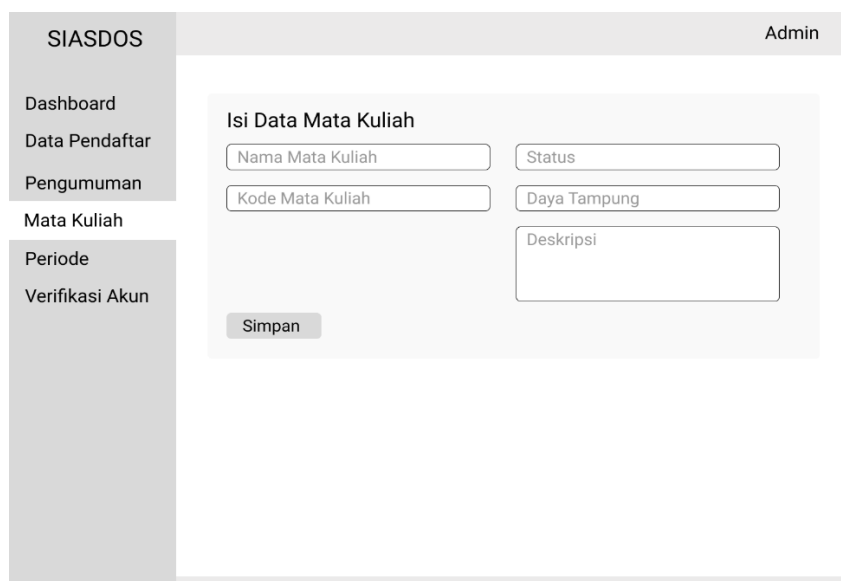 SIASDOS
Admin
Dashboard
Data Pendaftar
Pengumuman
Mata Kuliah
Periode
Verifikasi Akun
Isi Data Mata Kuliah
Nama Mata Kuliah
Status
Kode Mata Kuliah
Daya Tampung
Deskripsi
Simpan